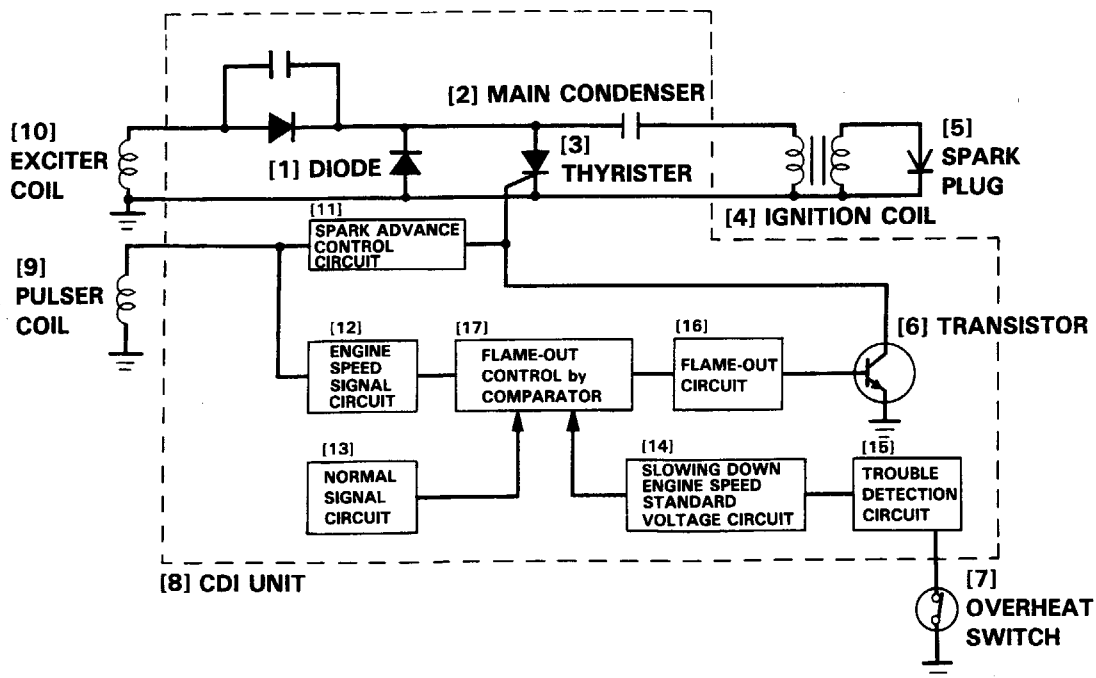 [2] MAIN CONDENSER
[10]
EXCITER
COIL
[1] DIODE
[3]
THYRISTER
[5]
SPARK
PLUG
[4] IGNITION COIL
[11]
SPARK ADVANCE
CONTROL
CIRCUIT
[9]
PULSER
COIL
[6] TRANSISTOR
[12]
ENGINE
SPEED
SIGNAL
CIRCUIT
[17]
FLAME-OUT
CONTROL by
COMPARATOR
[16]
FLAME-OUT
CIRCUIT
[13]
NORMAL
SIGNAL
CIRCUIT
[14]
SLOWING DOWN
ENGINE SPEED
STANDARD
VOLTAGE CIRCUIT
[15]
TROUBLE
DETECTION
CIRCUIT
[8] CDI UNIT
[7]
OVERHEAT
SWITCH